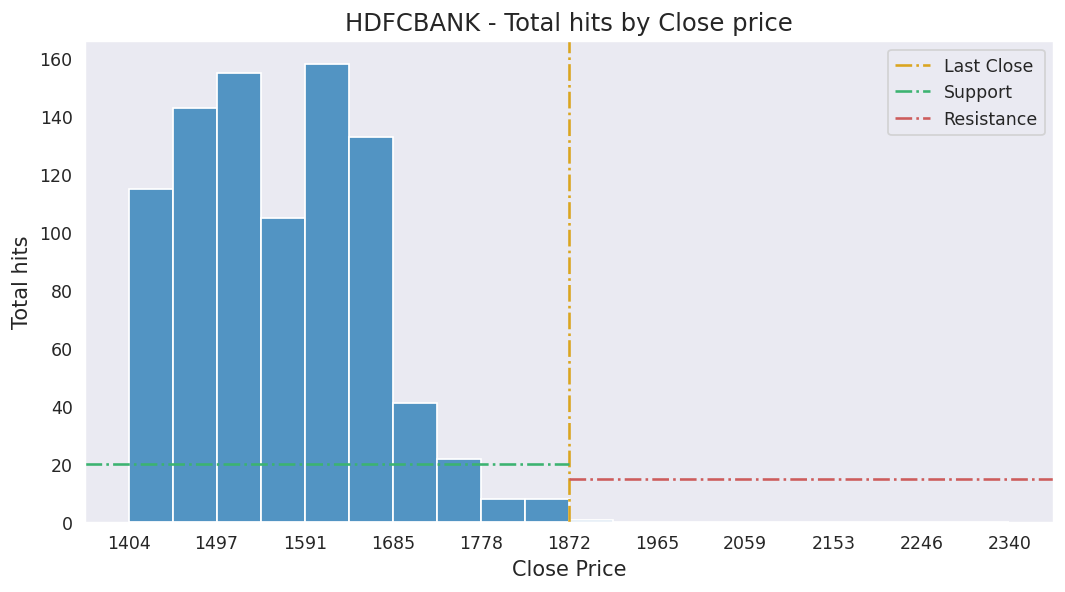 HDFCBANK - Total hits by Close price
Last Close
Support
Resistance
Total hits
160
140
120
100
80
60
40
20
0
1404 1497 1591 1685 1778 1872 1965 2059 2153 2246 2340
Close Price